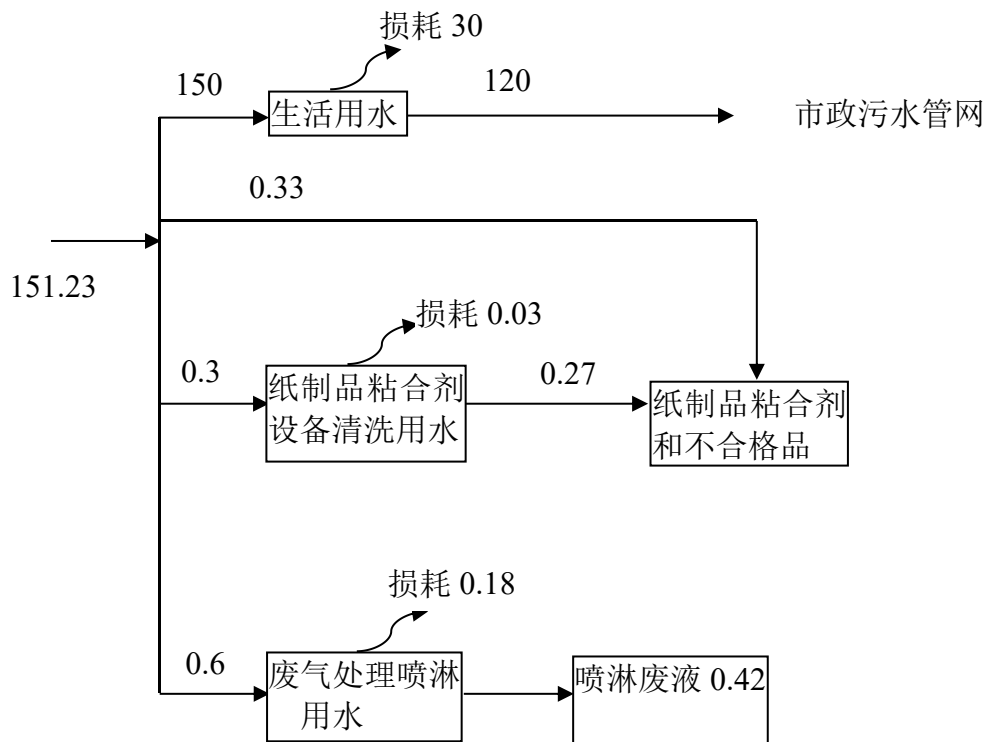 损耗 30
150
120
生活用水
市政污水管网
0.33
151.23
损耗 0.03
0.3
纸制品粘合剂
设备清洗用水
0.27
纸制品粘合剂
和不合格品
损耗 0.18
0.6
废气处理喷淋
用水
喷淋废液 0.42